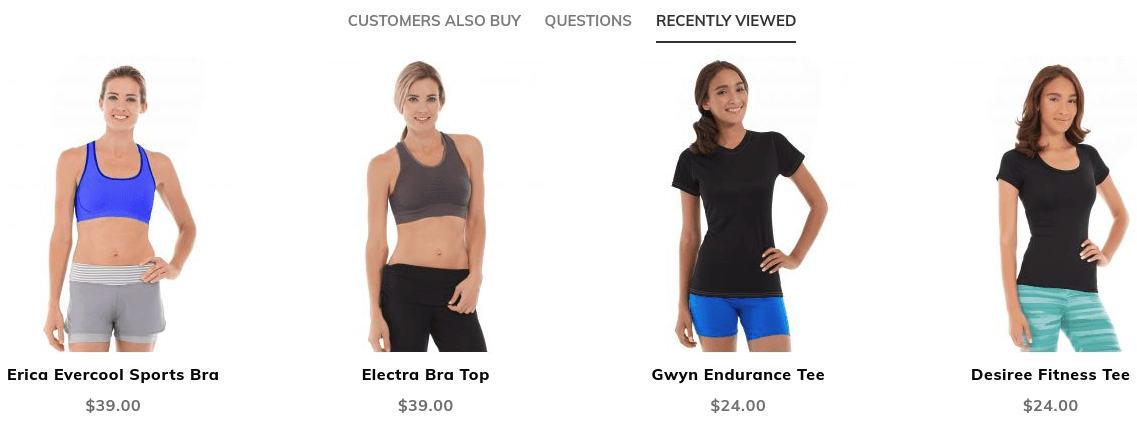 CUSTOMERS ALSO BUY QUESTIONS RECENTLY VIEWED
Erica Evercool Sports Bra Electra Bra Top Gwyn Endurance Tee Desiree Fitness Tee
$39.00 $39.00 $24.00 $24.00